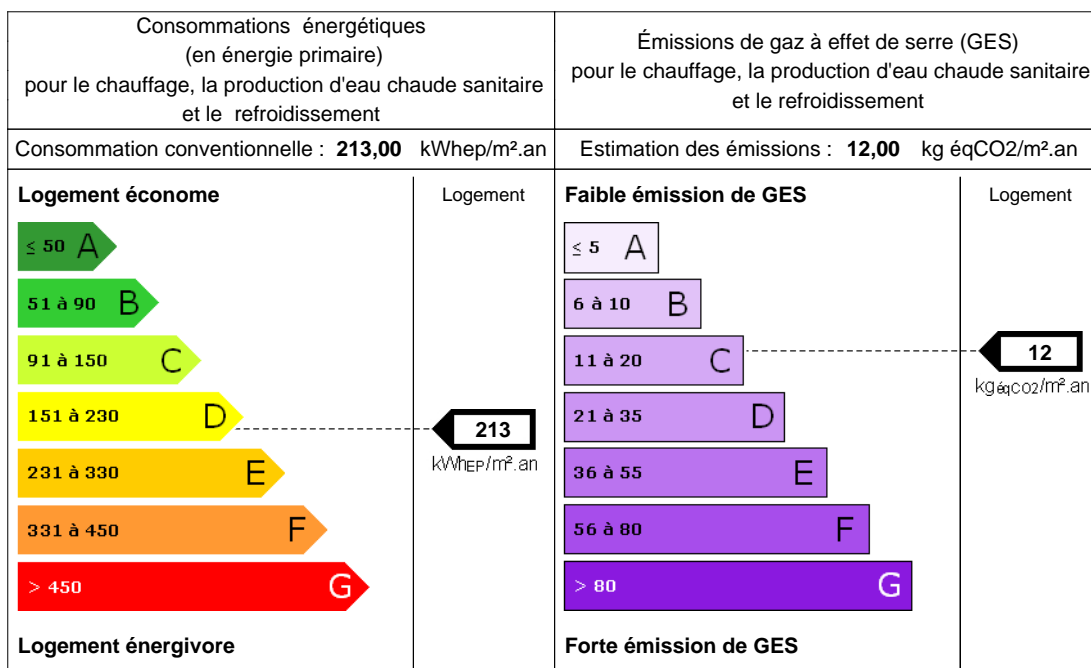 Consommations énergétiques
(en énergie primaire)
pour le chauffage, la production d'eau chaude sanitaire
et le refroidissement
Émissions de gaz à effet de serre (GES)
pour le chauffage, la production d'eau chaude sanitaire
et le refroidissement
Consommation conventionnelle : 213,00 kWhep/m².an
Estimation des émissions : 12,00 kg éqCO2/m².an
Logement économe
Logement
≤ 50 A
51 à 90 B
91 à 150 C
151 à 230 D
231 à 330 E
331 à 450 F
> 450 G
213
kWhEP/m².an
Logement énergivore
Faible émission de GES
Logement
≤ 5 A
6 à 10 B
11 à 20 C
21 à 35 D
36 à 55 E
56 à 80 F
> 80 G
12
kgéqCO2/m².an
Forte émission de GES